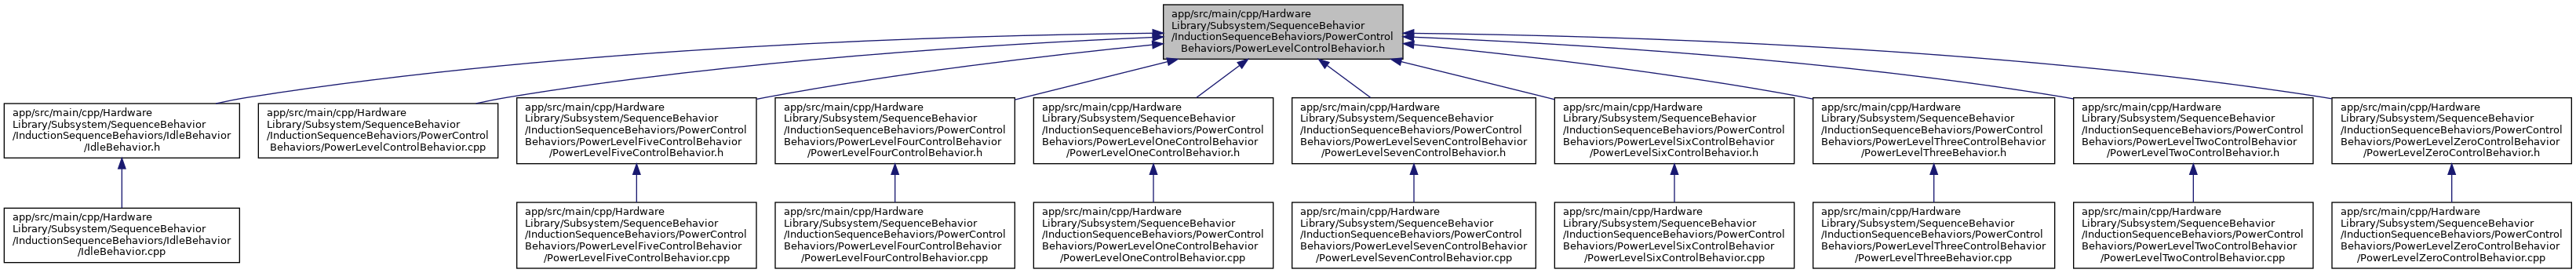 app/src/main/cpp/Hardware
Library/Subsystem/SequenceBehavior
/InductionSequenceBehaviors/PowerControl
Behaviors/PowerLevelControlBehavior.h
app/src/main/cpp/Hardware
Library/Subsystem/SequenceBehavior
/InductionSequenceBehaviors/IdleBehavior
/IdleBehavior.h
app/src/main/cpp/Hardware
Library/Subsystem/SequenceBehavior
/InductionSequenceBehaviors/PowerControl
Behaviors/PowerLevelControlBehavior.cpp
app/src/main/cpp/Hardware
Library/Subsystem/SequenceBehavior
/InductionSequenceBehaviors/PowerControl
Behaviors/PowerLevelFiveControlBehavior
/PowerLevelFiveControlBehavior.h
app/src/main/cpp/Hardware
Library/Subsystem/SequenceBehavior
/InductionSequenceBehaviors/PowerControl
Behaviors/PowerLevelFourControlBehavior
/PowerLevelFourControlBehavior.h
app/src/main/cpp/Hardware
Library/Subsystem/SequenceBehavior
/InductionSequenceBehaviors/PowerControl
Behaviors/PowerLevelOneControlBehavior
/PowerLevelOneControlBehavior.h
app/src/main/cpp/Hardware
Library/Subsystem/SequenceBehavior
/InductionSequenceBehaviors/PowerControl
Behaviors/PowerLevelSevenControlBehavior
/PowerLevelSevenControlBehavior.h
app/src/main/cpp/Hardware
Library/Subsystem/SequenceBehavior
/InductionSequenceBehaviors/PowerControl
Behaviors/PowerLevelSixControlBehavior
/PowerLevelSixControlBehavior.h
app/src/main/cpp/Hardware
Library/Subsystem/SequenceBehavior
/InductionSequenceBehaviors/PowerControl
Behaviors/PowerLevelThreeControlBehavior
/PowerLevelThreeBehavior.h
app/src/main/cpp/Hardware
Library/Subsystem/SequenceBehavior
/InductionSequenceBehaviors/PowerControl
Behaviors/PowerLevelTwoControlBehavior
/PowerLevelTwoControlBehavior.h
app/src/main/cpp/Hardware
Library/Subsystem/SequenceBehavior
/InductionSequenceBehaviors/PowerControl
Behaviors/PowerLevelZeroControlBehavior
/PowerLevelZeroControlBehavior.h
app/src/main/cpp/Hardware
Library/Subsystem/SequenceBehavior
/InductionSequenceBehaviors/IdleBehavior
/IdleBehavior.cpp
app/src/main/cpp/Hardware
Library/Subsystem/SequenceBehavior
/InductionSequenceBehaviors/PowerControl
Behaviors/PowerLevelFiveControlBehavior
/PowerLevelFiveControlBehavior.cpp
app/src/main/cpp/Hardware
Library/Subsystem/SequenceBehavior
/InductionSequenceBehaviors/PowerControl
Behaviors/PowerLevelFourControlBehavior
/PowerLevelFourControlBehavior.cpp
app/src/main/cpp/Hardware
Library/Subsystem/SequenceBehavior
/InductionSequenceBehaviors/PowerControl
Behaviors/PowerLevelOneControlBehavior
/PowerLevelOneControlBehavior.cpp
app/src/main/cpp/Hardware
Library/Subsystem/SequenceBehavior
/InductionSequenceBehaviors/PowerControl
Behaviors/PowerLevelSevenControlBehavior
/PowerLevelSevenControlBehavior.cpp
app/src/main/cpp/Hardware
Library/Subsystem/SequenceBehavior
/InductionSequenceBehaviors/PowerControl
Behaviors/PowerLevelSixControlBehavior
/PowerLevelSixControlBehavior.cpp
app/src/main/cpp/Hardware
Library/Subsystem/SequenceBehavior
/InductionSequenceBehaviors/PowerControl
Behaviors/PowerLevelThreeControlBehavior
/PowerLevelThreeBehavior.cpp
app/src/main/cpp/Hardware
Library/Subsystem/SequenceBehavior
/InductionSequenceBehaviors/PowerControl
Behaviors/PowerLevelTwoControlBehavior
/PowerLevelTwoControlBehavior.cpp
app/src/main/cpp/Hardware
Library/Subsystem/SequenceBehavior
/InductionSequenceBehaviors/PowerControl
Behaviors/PowerLevelZeroControlBehavior
/PowerLevelZeroControlBehavior.cpp